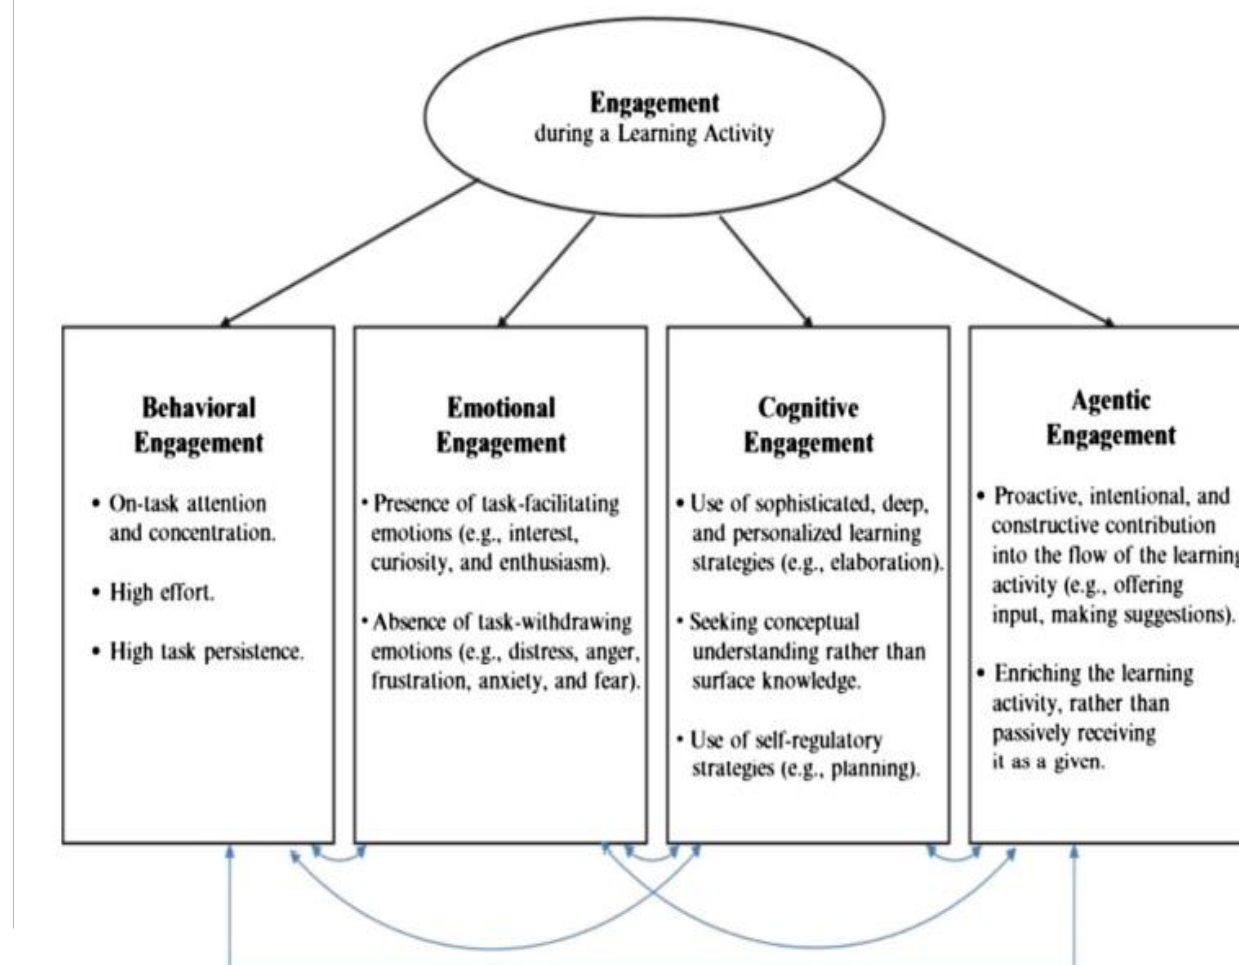 Engagement
during a Learning Activity
Behavioral
Engagement
• On-task attention
and concentration.
• High effort.
• High task persistence.
Emotional
Engagement
• Presence of task-facilitating
emotions (e.g., interest,
curiosity, and enthusiasm).
• Absence of task-withdrawing
emotions (e.g., distress, anger,
frustration, anxiety, and fear).
Cognitive
Engagement
• Use of sophisticated, deep,
and personalized learning
strategies (e.g., elaboration).
• Seeking conceptual
understanding rather than
surface knowledge.
• Use of self-regulatory
strategies (e.g., planning).
Agentic
Engagement
• Proactive, intentional, and
constructive contribution
into the flow of the learning
activity (e.g., offering
input, making suggestions).
• Enriching the learning
activity, rather than
passively receiving
it as a given.